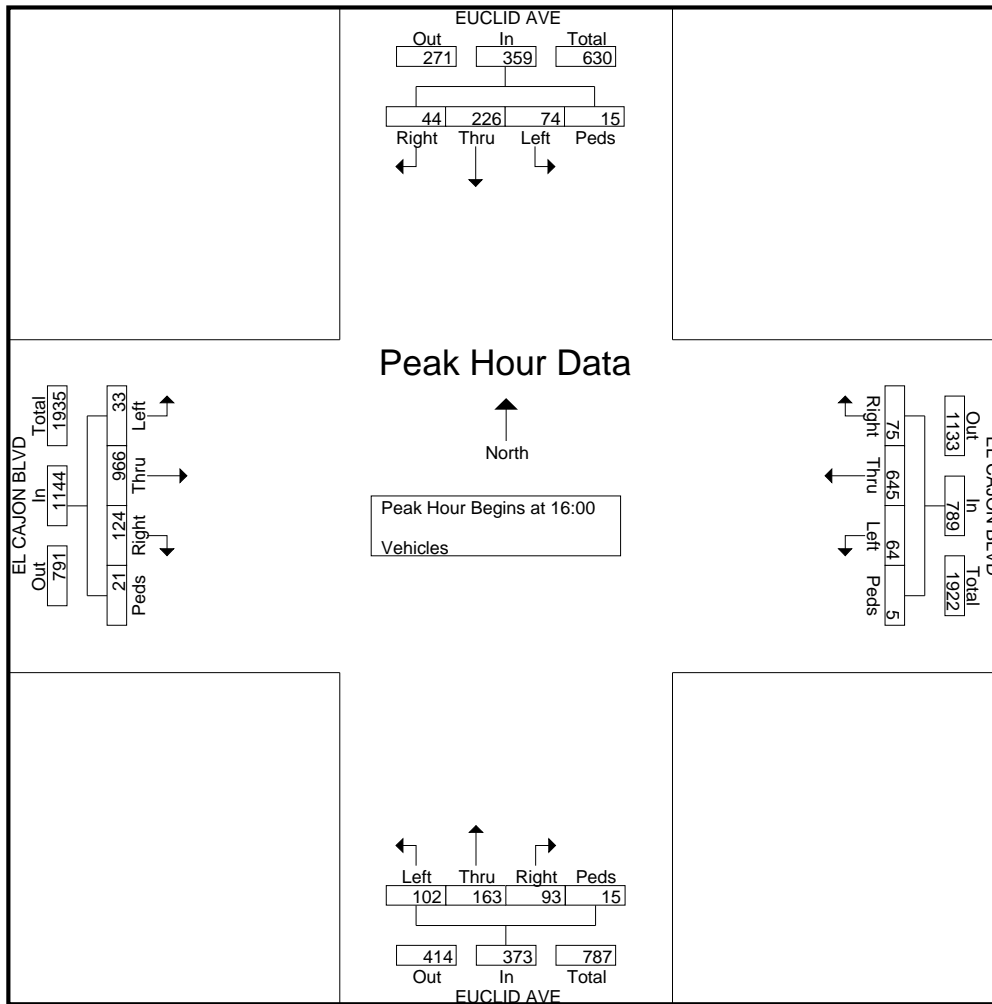 EUCLID AVE
Out In Total
271 359 630
44 226 74 15
Right Thru Left Peds
Peak Hour Data
North
Peak Hour Begins at 16:00
Vehicles
EL CAJON BLVD
Total In Out
1935 1144 791
33 966 124 21
Left Thru Right Peds
Right Thru Left Peds
75 645 64 5
Out In Total
1133 789 1922
EL CAJON BLVD
Left Thru Right Peds
102 163 93 15
414 373 787
Out In Total
EUCLID AVE